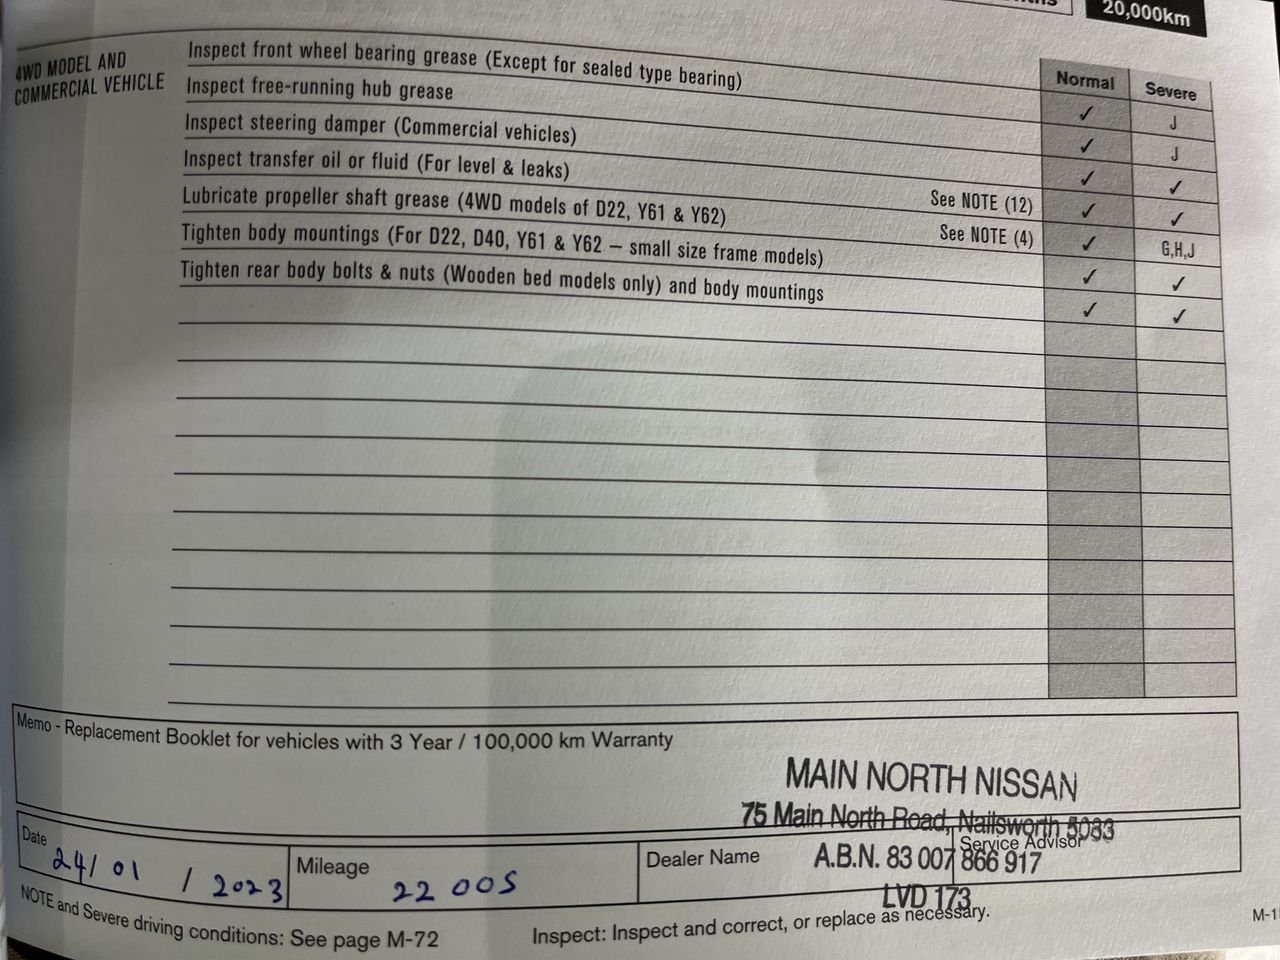 20,000km
4WD MODEL AND
COMMERCIAL VEHICLE
Normal Severe
Inspect front wheel bearing grease (Except for sealed type bearing) ✓ J
Inspect free-running hub grease ✓ J
Inspect steering damper (Commercial vehicles) ✓ ✓
Inspect transfer oil or fluid (For level & leaks) See NOTE (12) ✓ ✓
Lubricate propeller shaft grease (4WD models of D22, Y61 & Y62) See NOTE (4) ✓ G,H,J
Tighten body mountings (For D22, D40, Y61 & Y62 – small size frame models) ✓ ✓
Tighten rear body bolts & nuts (Wooden bed models only) and body mountings ✓ ✓
Memo - Replacement Booklet for vehicles with 3 Year / 100,000 km Warranty
MAIN NORTH NISSAN
75 Main North Road, Nailsworth 5083
A.B.N. 83 007 866 917
LVD 173
Date 24/ 01 / 2023
Mileage 22 005
Dealer Name
Service Advisor
NOTE and Severe driving conditions: See page M-72
Inspect: Inspect and correct, or replace as necessary.